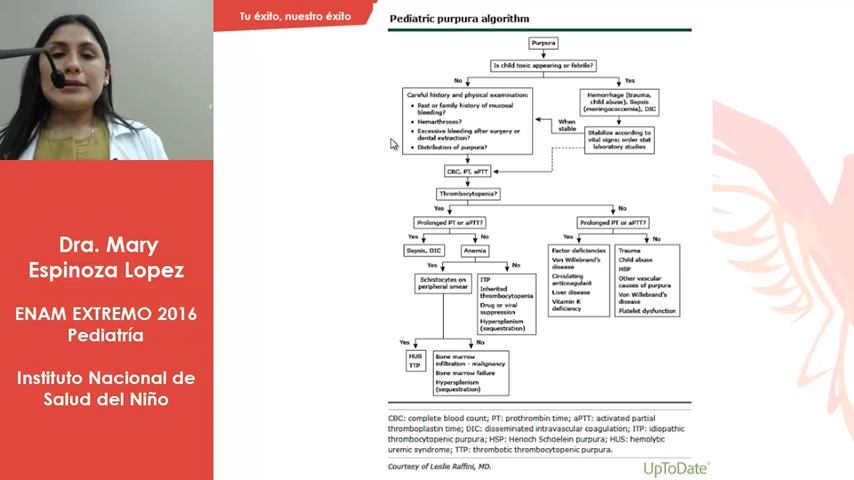 Tu éxito, nuestro éxito
Dra. Mary
Espinoza Lopez
ENAM EXTREMO 2016
Pediatría
Instituto Nacional de
Salud del Niño
Pediatric purpura algorithm
Purpura
Is child toxic appearing or febrile?
No
Yes
Careful history and physical examination:
• Past or family history of mucosal
bleeding?
• Hemarthroses?
• Excessive bleeding after surgery or
dental extraction?
• Distribution of purpura?
Hemorrhage (trauma,
child abuse), Sepsis
(meningococcemia), DIC
When
stable
Stabilize according to
vital signs; order stat
laboratory studies
CBC, PT, aPTT
Thrombocytopenia?
Yes
No
Prolonged PT or aPTT?
Prolonged PT or aPTT?
Yes
No
Yes
No
Sepsis, DIC
Anemia
Factor deficiencies
Von Willebrand's
disease
Circulating
anticoagulant
Liver disease
Vitamin K
deficiency
Trauma
Child abuse
HSP
Other vascular
causes of purpura
Von Willebrand's
disease
Platelet dysfunction
Yes
No
Schistocytes on
peripheral smear
ITP
Inherited
thrombocytopenia
Drug or viral
suppression
Hypersplenism
(sequestration)
Yes
No
HUS
TTP
Bone marrow
infiltration - malignancy
Bone marrow failure
Hypersplenism
(sequestration)
CBC: complete blood count; PT: prothrombin time; aPTT: activated partial
thromboplastin time; DIC: disseminated intravascular coagulation; ITP: idiopathic
thrombocytopenic purpura; HSP: Henoch Schoelein purpura; HUS: hemolytic
uremic syndrome; TTP: thrombotic thrombocytopenic purpura.
Courtesy of Leslie Raffini, MD.
UpToDate®